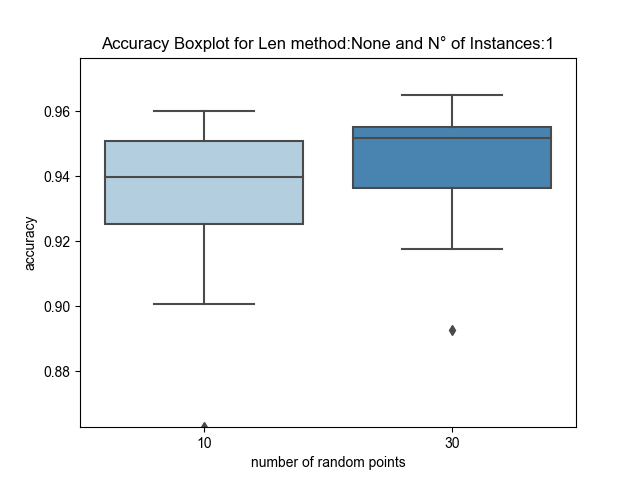 Accuracy Boxplot for Len method:None and N° of Instances:1
0.96
0.94
0.92
0.90
0.88
accuracy
10
30
number of random points